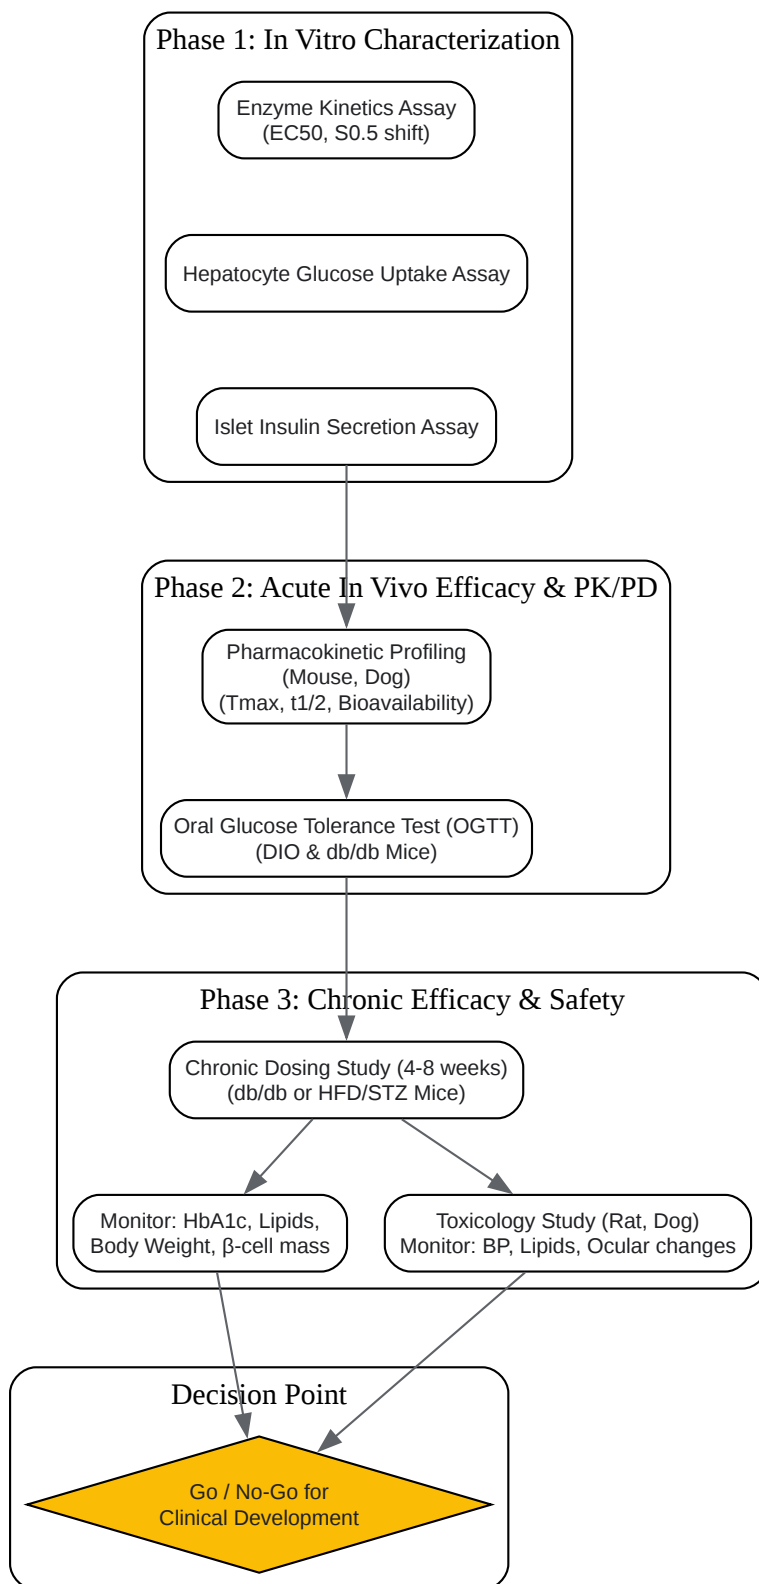 Phase 1: In Vitro Characterization
Enzyme Kinetics Assay
(EC50, S0.5 shift)
Hepatocyte Glucose Uptake Assay
Islet Insulin Secretion Assay
Phase 2: Acute In Vivo Efficacy & PK/PD
Pharmacokinetic Profiling
(Mouse, Dog)
(Tmax, t1/2, Bioavailability)
Oral Glucose Tolerance Test (OGTT)
(DIO & db/db Mice)
Phase 3: Chronic Efficacy & Safety
Chronic Dosing Study (4-8 weeks)
(db/db or HFD/STZ Mice)
Monitor: HbA1c, Lipids,
Body Weight, β-cell mass
Toxicology Study (Rat, Dog)
Monitor: BP, Lipids, Ocular changes
Decision Point
Go / No-Go for
Clinical Development